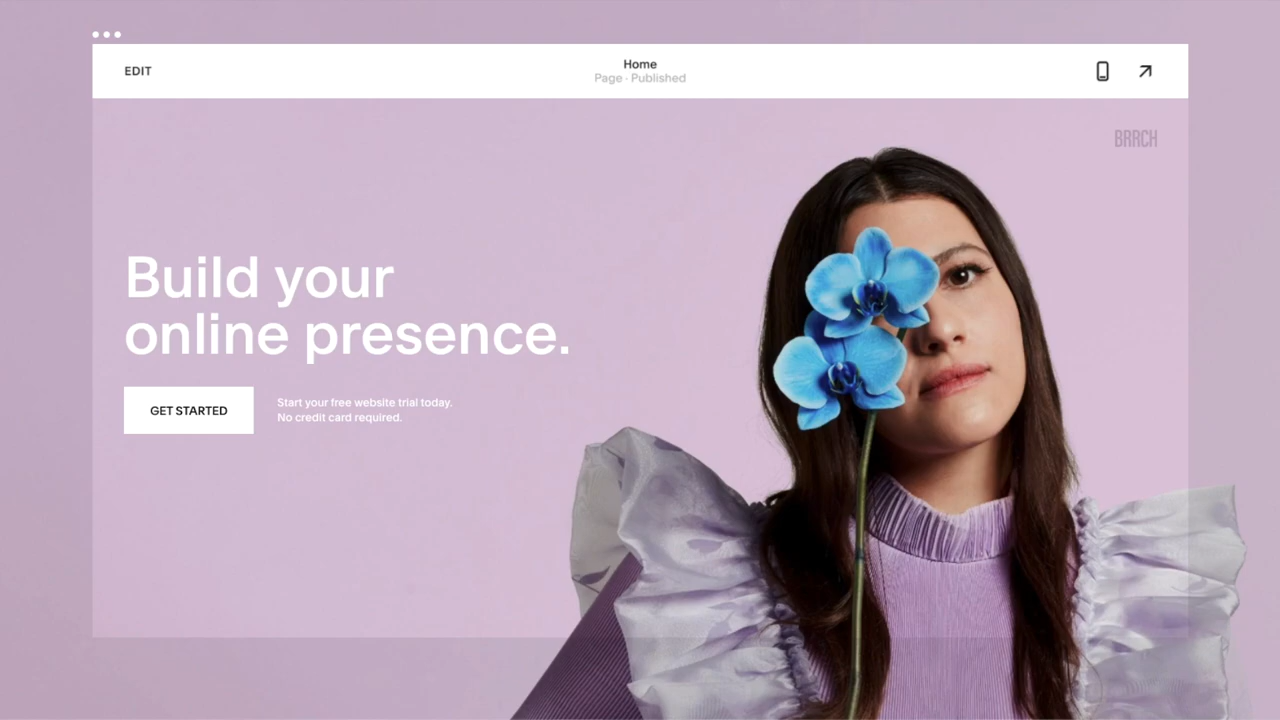 EDIT
Home
Page · Published
BRRCH
Build your
online presence.
GET STARTED
Start your free website trial today.
No credit card required.